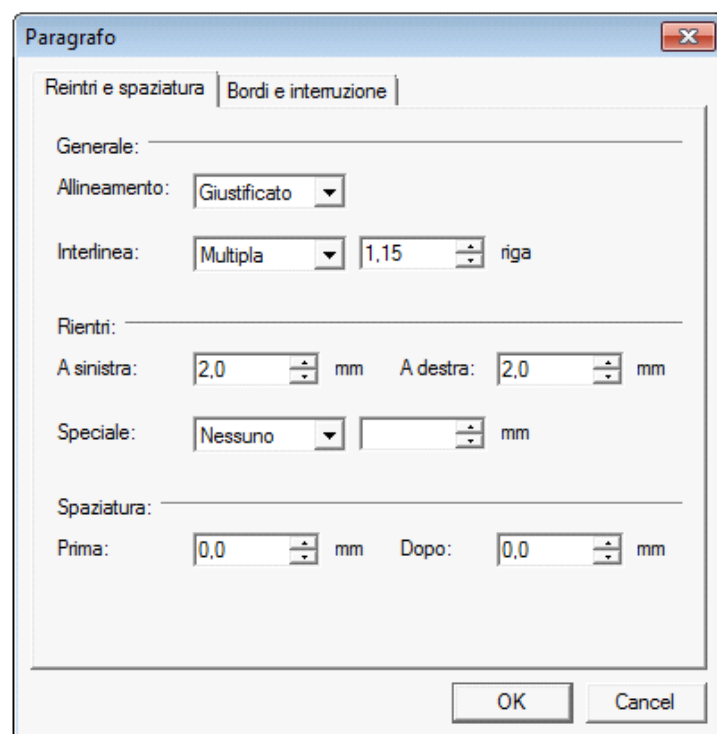 Paragrafo
Reintri e spaziatura Bordi e interruzione
Generale:
Allineamento: Giustificato
Interlinea: Multipla 1,15 riga
Rientri:
A sinistra: 2,0 mm A destra: 2,0 mm
Speciale: Nessuno mm
Spaziatura:
Prima: 0,0 mm Dopo: 0,0 mm
OK Cancel